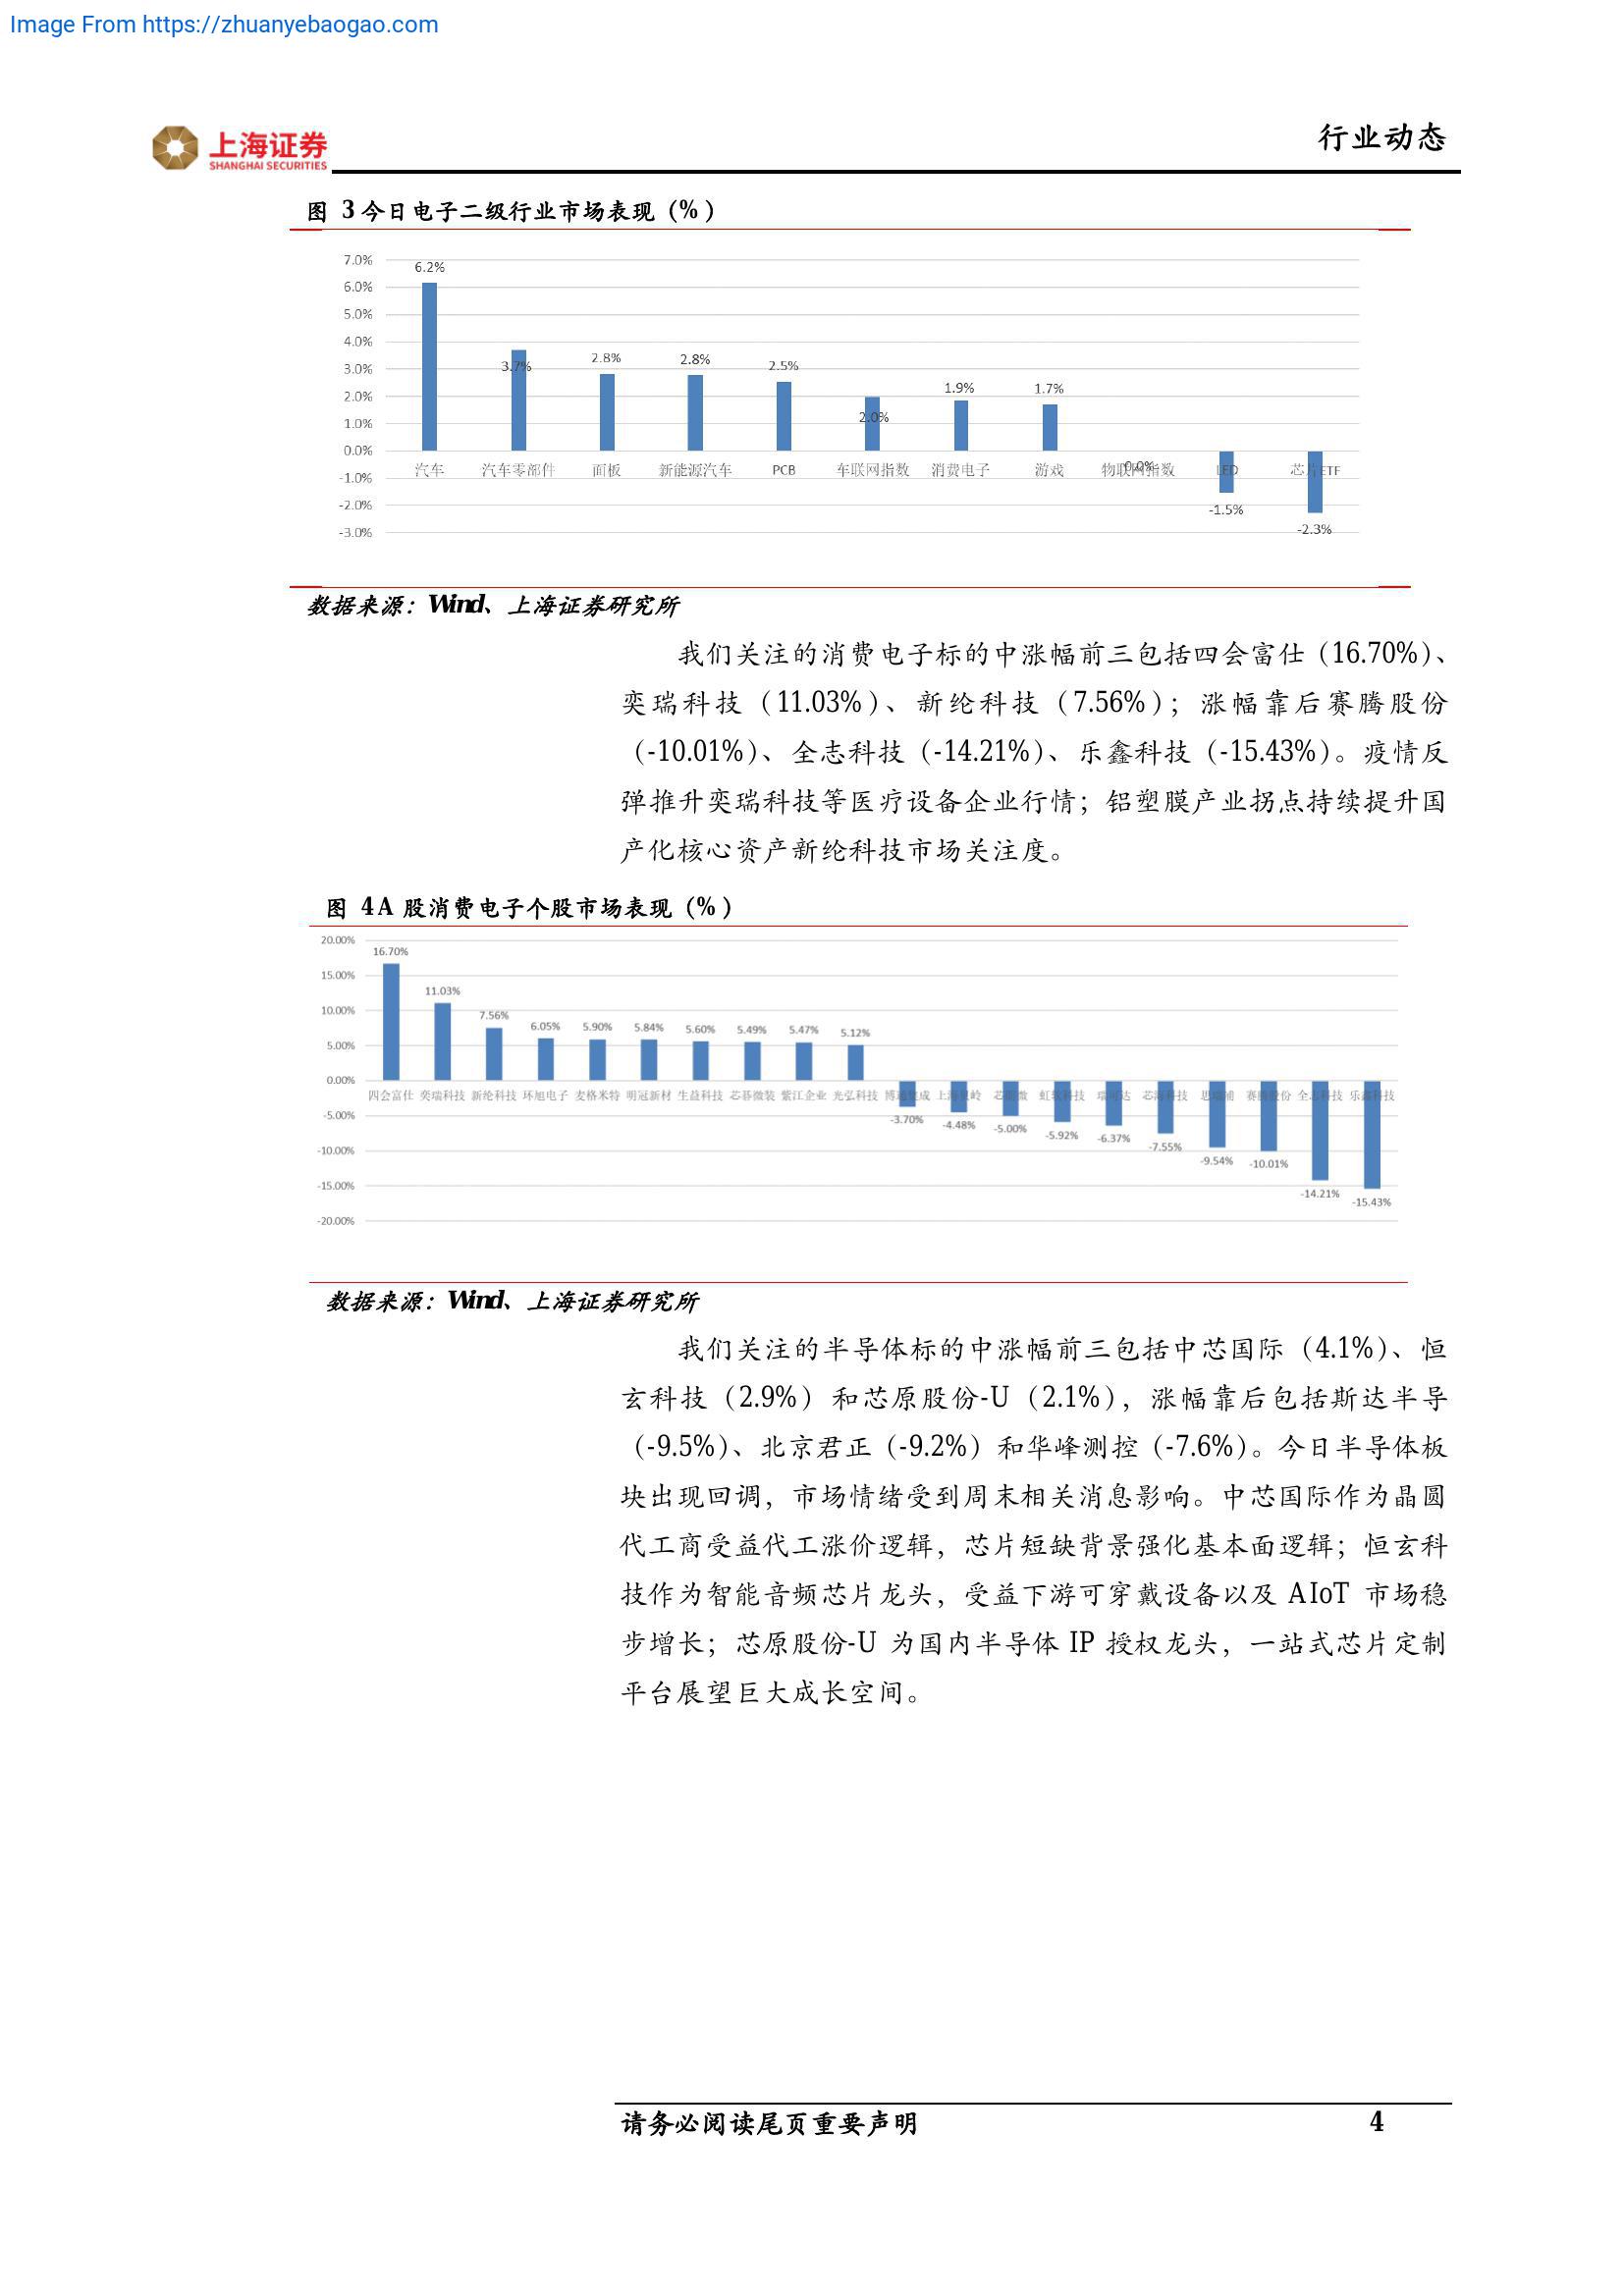 Image From https://zhuanyebaogao.com
上海证券
SHANGHAI SECURITIES
行业动态
图 3 今日电子二级行业市场表现（%）
7.0%
6.0%
5.0%
4.0%
3.0%
2.0%
1.0%
0.0%
-1.0%
-2.0%
-3.0%
6.2% 3.7% 2.8% 2.8% 2.5% 2.0% 1.9% 1.7% 0.0% -1.5% -2.3%
汽车 汽车零部件 面板 新能源汽车 PCB 车联网指数 消费电子 游戏 物联网指数 LED 芯片ETF
数据来源：Wind、上海证券研究所
我们关注的消费电子标的中涨幅前三包括四会富仕（16.70%）、
奕瑞科技（11.03%）、新纶科技（7.56%）；涨幅靠后赛腾股份
（-10.01%）、全志科技（-14.21%）、乐鑫科技（-15.43%）。疫情反
弹推升奕瑞科技等医疗设备企业行情；铝塑膜产业拐点持续提升国
产化核心资产新纶科技市场关注度。
图 4A 股消费电子个股市场表现（%）
20.00%
15.00%
10.00%
5.00%
0.00%
-5.00%
-10.00%
-15.00%
-20.00%
16.70% 11.03% 7.56% 6.05% 5.90% 5.84% 5.60% 5.49% 5.47% 5.12%
四会富仕 奕瑞科技 新纶科技 环旭电子 麦格米特 明冠新材 生益科技 芯碁微装 紫江企业 光弘科技 博通集成 上海贝岭 虹软科技 瑞可达 芯海科技 思瑞浦 赛腾股份 全志科技 乐鑫科技
-3.70% -4.48% -5.00% -5.92% -6.37% -7.55% -9.54% -10.01% -14.21% -15.43%
数据来源：Wind、上海证券研究所
我们关注的半导体标的中涨幅前三包括中芯国际（4.1%）、恒
玄科技（2.9%）和芯原股份-U（2.1%），涨幅靠后包括斯达半导
（-9.5%）、北京君正（-9.2%）和华峰测控（-7.6%）。今日半导体板
块出现回调，市场情绪受到周末相关消息影响。中芯国际作为晶圆
代工商受益代工涨价逻辑，芯片短缺背景强化基本面逻辑；恒玄科
技作为智能音频芯片龙头，受益下游可穿戴设备以及 AIoT 市场稳
步增长；芯原股份-U 为国内半导体 IP 授权龙头，一站式芯片定制
平台展望巨大成长空间。
请务必阅读尾页重要声明
4